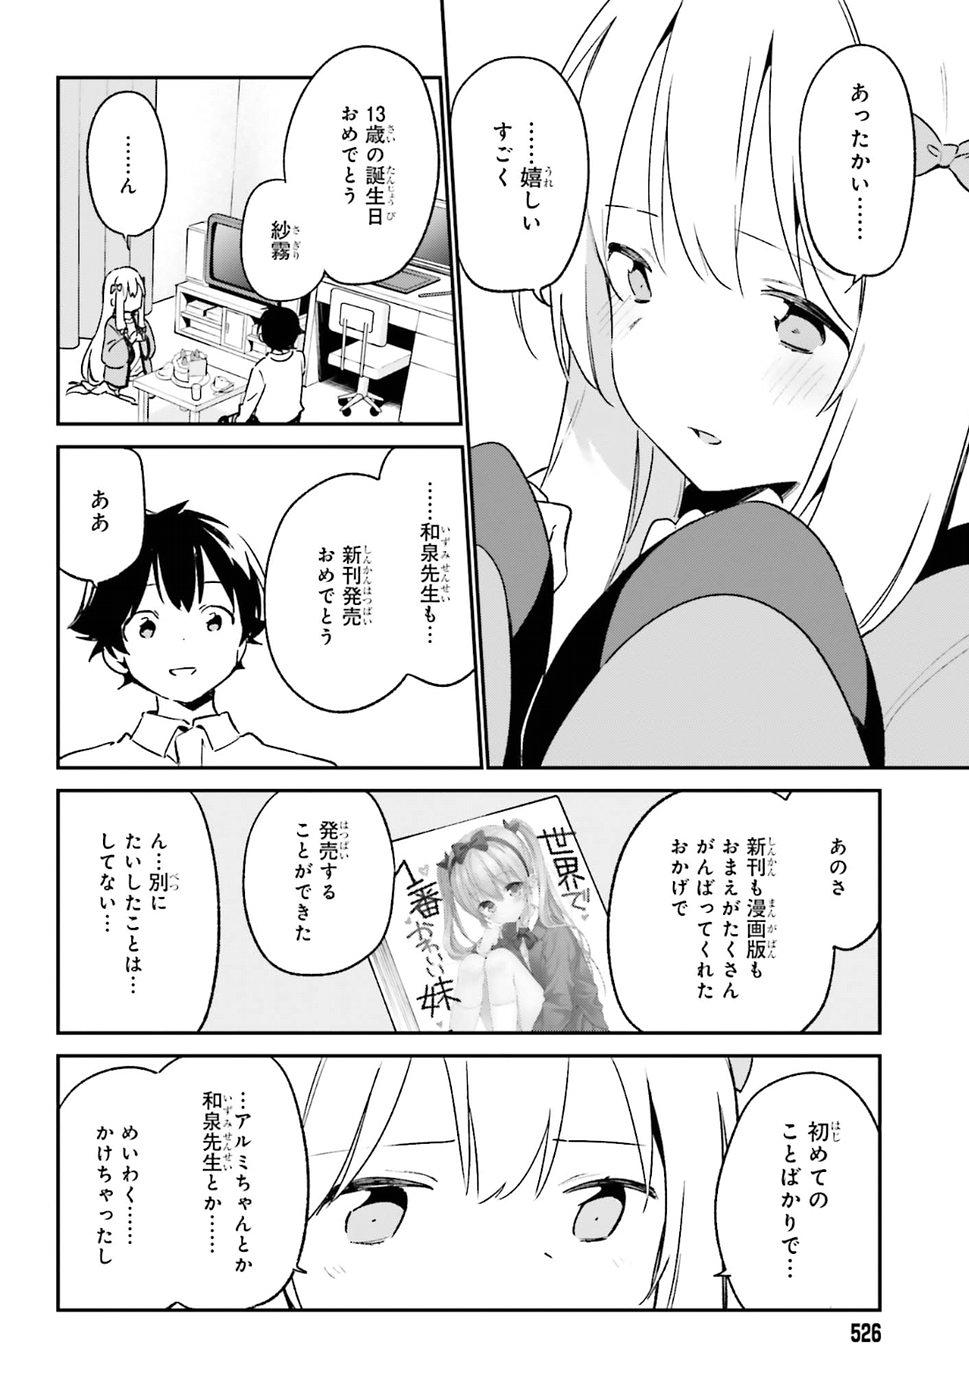 あったかい……
……嬉しい
すごく
13歳の誕生日
おめでとう
紗霧
………ん
……和泉先生も…
新刊発売
おめでとう
ああ
あのさ
新刊も漫画版も
おまえがたくさん
がんばってくれた
おかげで
世界で
1番かわいい妹
発売する
ことができた
ん…別に
たいしたことは…
してない…
初めての
ことばかりで…
…アルミちゃんとか
和泉先生とか……
めいわく……
かけちゃったし
526